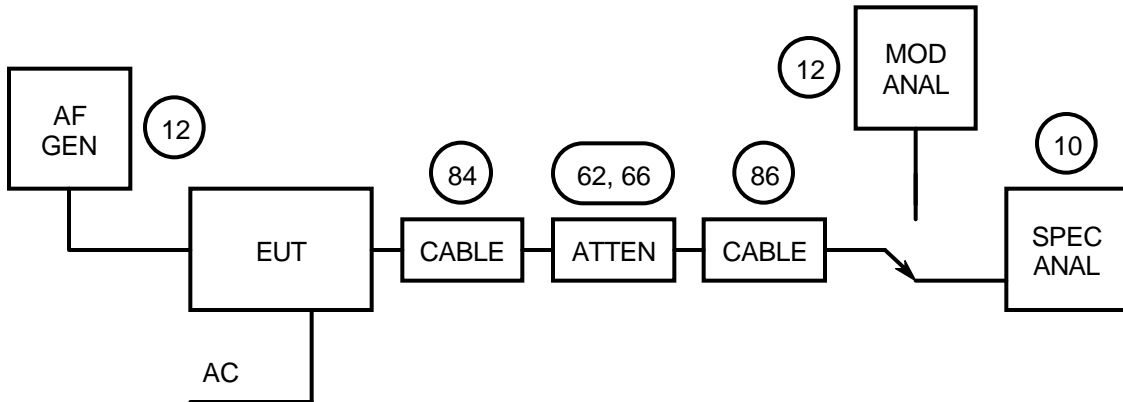 AF
GEN
12
EUT
AC
84
CABLE
62, 66
ATTEN
86
CABLE
12
MOD
ANAL
10
SPEC
ANAL